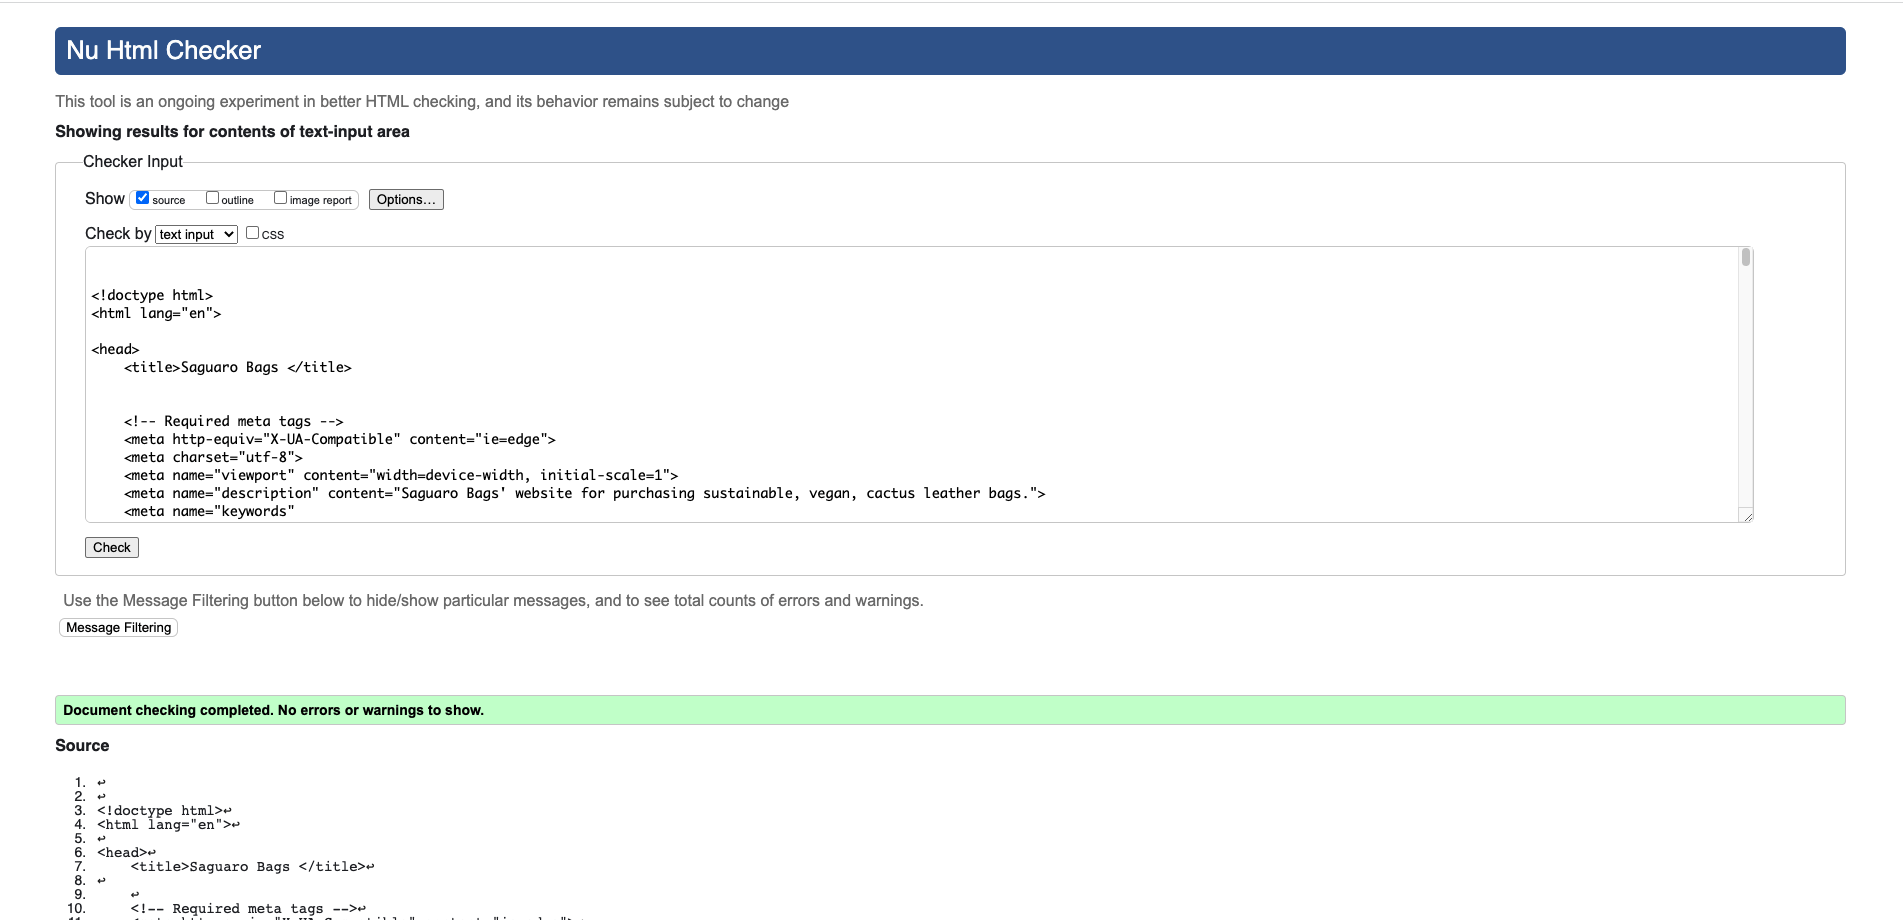 Nu Html Checker
This tool is an ongoing experiment in better HTML checking, and its behavior remains subject to change
Showing results for contents of text-input area
Checker Input
Show source outline image report Options...
Check by text input css
<!doctype html>
<html lang="en">
<head>
<title>Saguaro Bags </title>
<!-- Required meta tags -->
<meta http-equiv="X-UA-Compatible" content="ie=edge">
<meta charset="utf-8">
<meta name="viewport" content="width=device-width, initial-scale=1">
<meta name="description" content="Saguaro Bags' website for purchasing sustainable, vegan, cactus leather bags.">
<meta name="keywords"
Check
Use the Message Filtering button below to hide/show particular messages, and to see total counts of errors and warnings.
Message Filtering
Document checking completed. No errors or warnings to show.
Source
1. ↩
2. ↩
3. <!doctype html>↩
4. <html lang="en">↩
5. ↩
6. <head>↩
7. <title>Saguaro Bags </title>↩
8. ↩
9. ↩
10. <!-- Required meta tags -->↩